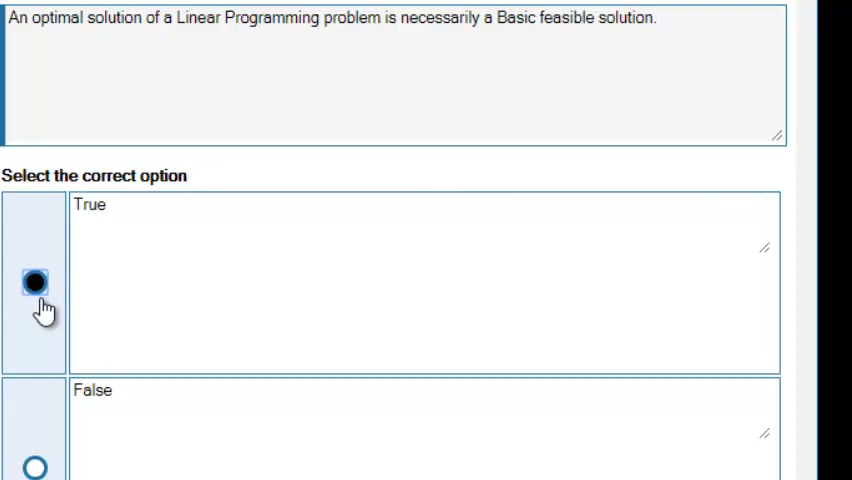 An optimal solution of a Linear Programming problem is necessarily a Basic feasible solution.
Select the correct option
True
False